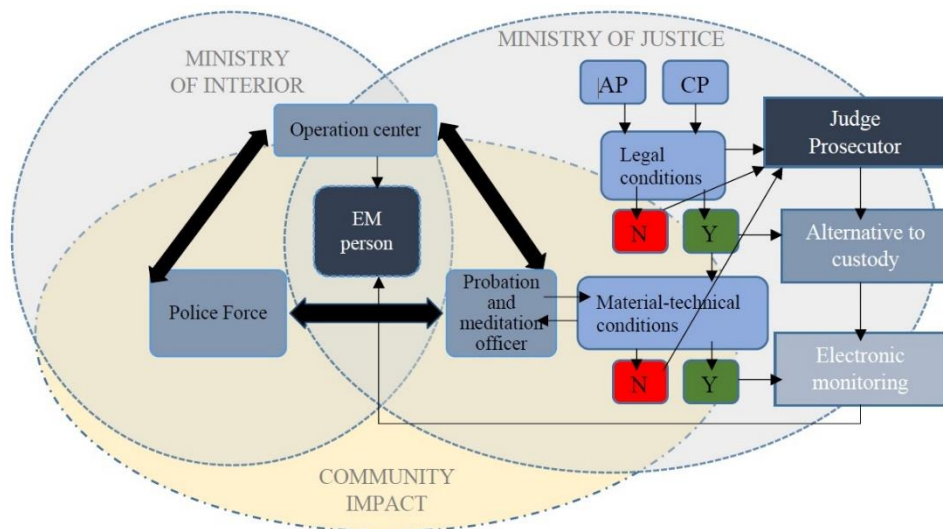 MINISTRY
OF INTERIOR
MINISTRY OF JUSTICE
AP
CP
Operation center
Legal
conditions
Judge
Prosecutor
EM
person
N
Y
Alternative to
custody
Police Force
Probation
and
meditation
officer
Material-technical
conditions
N
Y
Electronic
monitoring
COMMUNITY
IMPACT